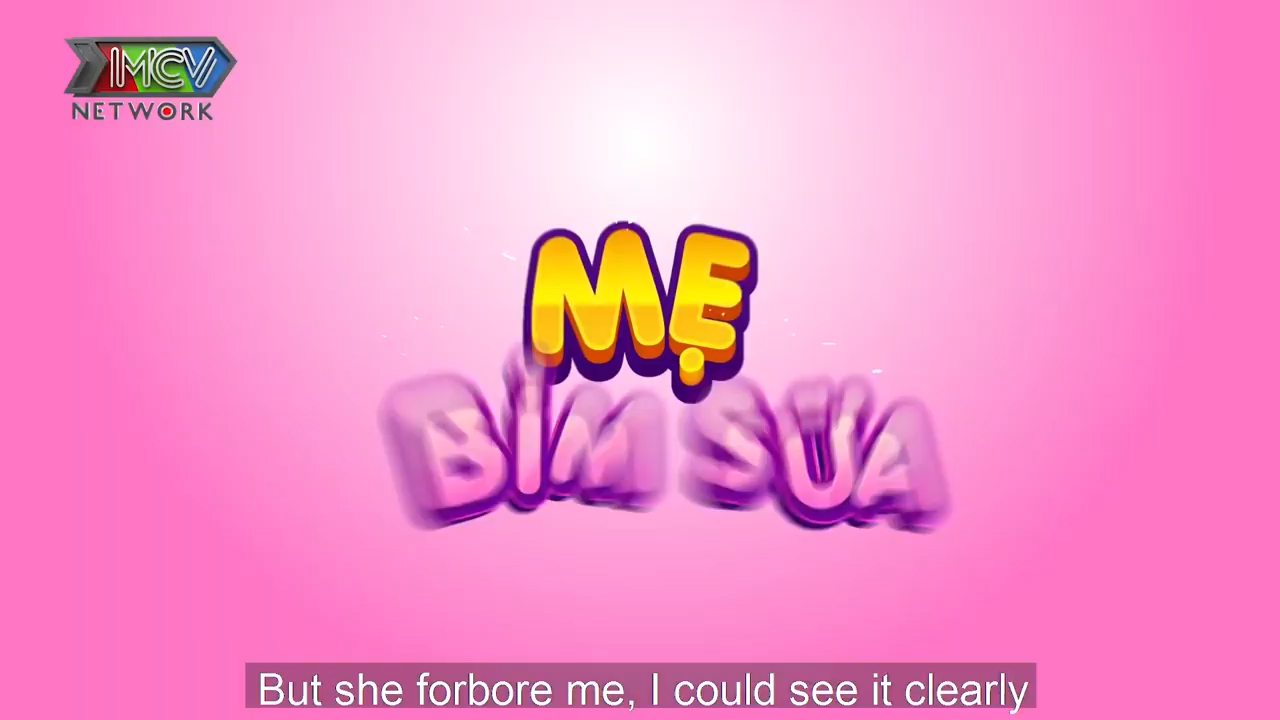 MCV
NETWORK
MẸ
BỈM SỮA
But she forbore me, I could see it clearly